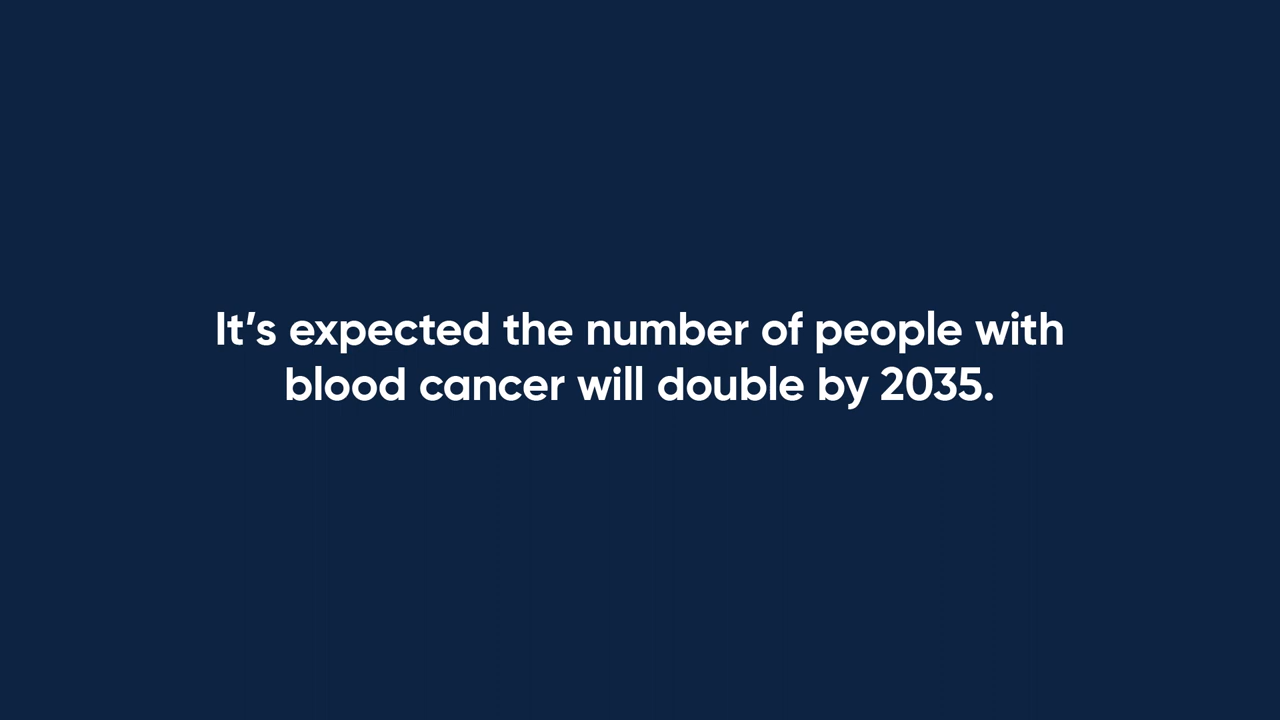 It’s expected the number of people with
blood cancer will double by 2035.